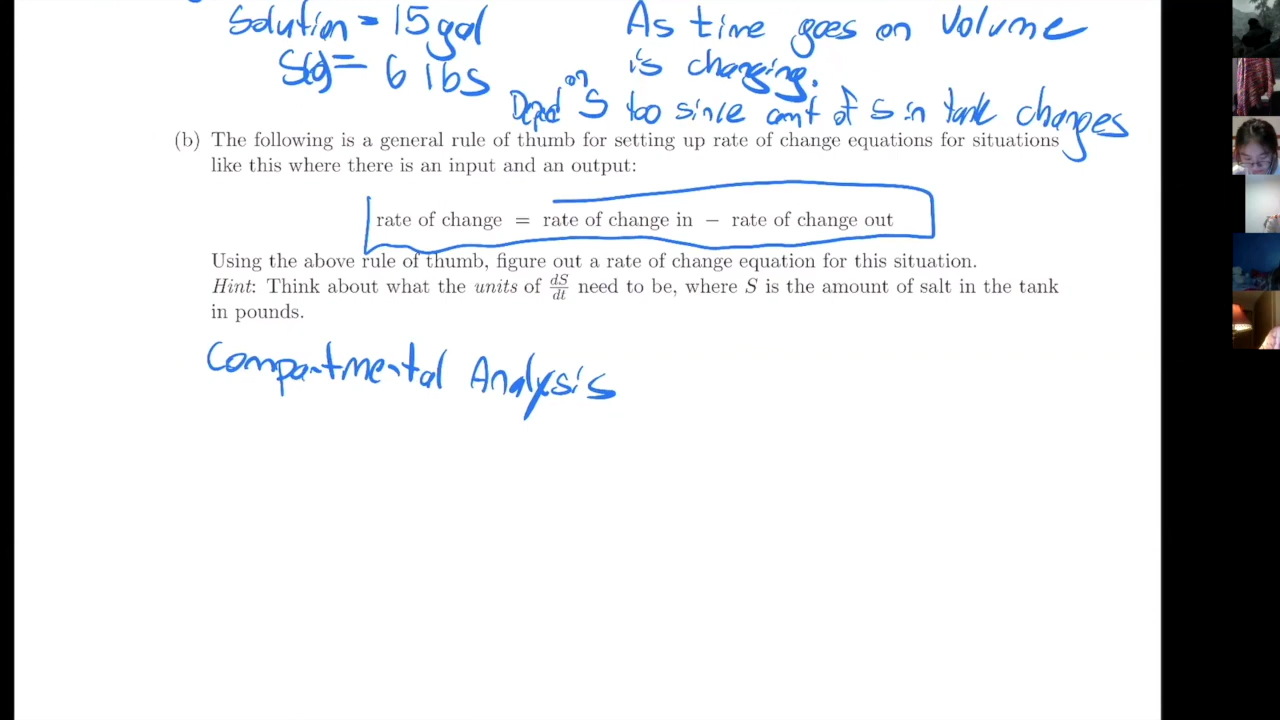 Solution = 15gal
As time goes on volume
S(0) = 6 lbs
is changing.
Depend on S too since amt of S in tank changes
(b) The following is a general rule of thumb for setting up rate of change equations for situations
like this where there is an input and an output:
rate of change = rate of change in − rate of change out
Using the above rule of thumb, figure out a rate of change equation for this situation.
Hint: Think about what the units of dS/dt need to be, where S is the amount of salt in the tank
in pounds.
Compartmental Analysis